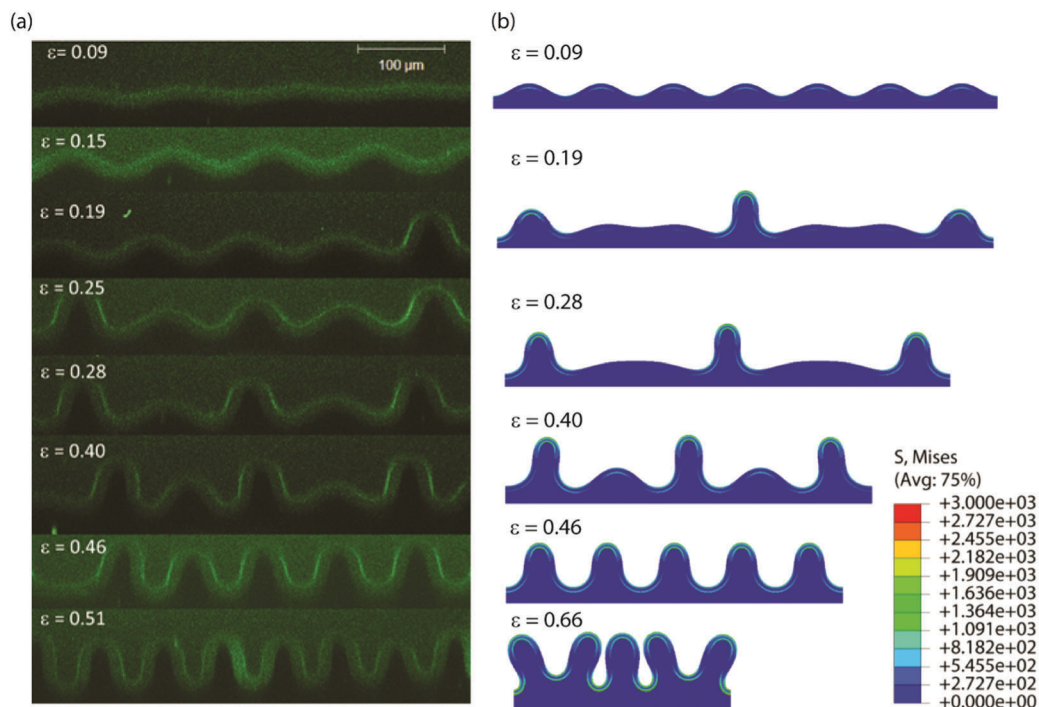 (a)
ε= 0.09
100 µm
ε = 0.15
ε = 0.19
ε = 0.25
ε = 0.28
ε = 0.40
ε = 0.46
ε = 0.51
(b)
ε = 0.09
ε = 0.19
ε = 0.28
ε = 0.40
ε = 0.46
ε = 0.66
S, Mises
(Avg: 75%)
+3.000e+03
+2.727e+03
+2.455e+03
+2.182e+03
+1.909e+03
+1.636e+03
+1.364e+03
+1.091e+03
+8.182e+02
+5.455e+02
+2.727e+02
+0.000e+00